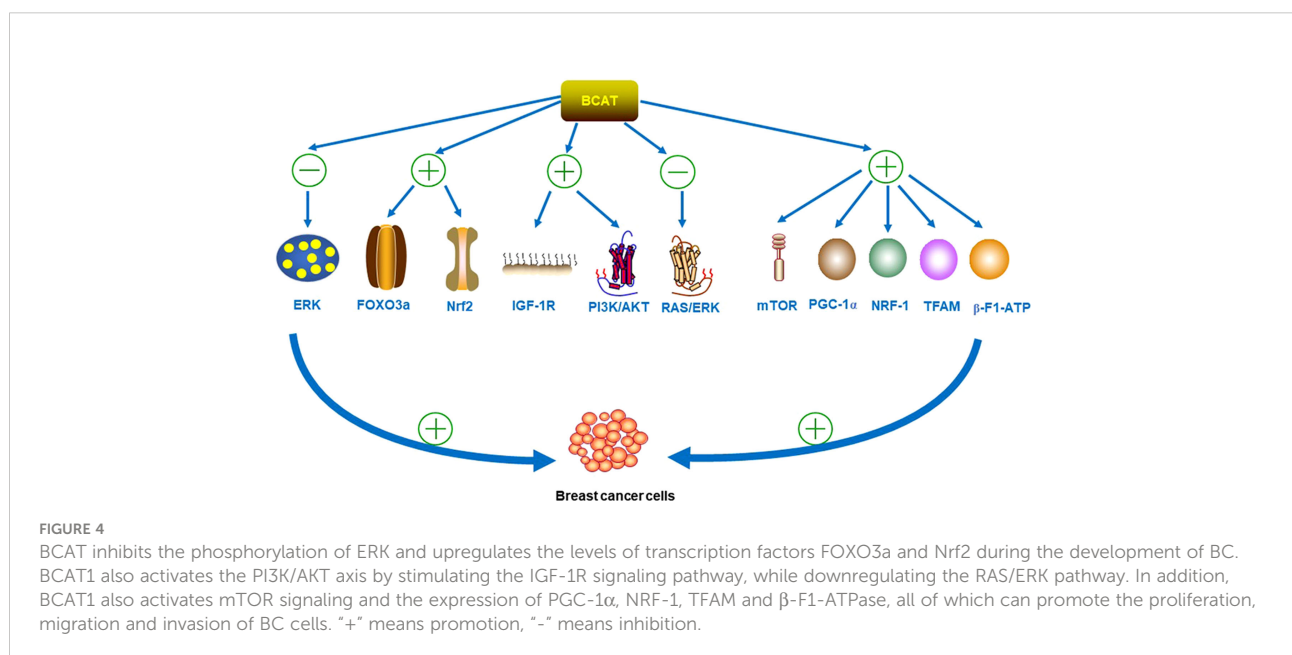 BCAT
ERK
FOXO3a
Nrf2
IGF-1R
PI3K/AKT
RAS/ERK
mTOR
PGC-1α
NRF-1
TFAM
β-F1-ATP
Breast cancer cells
FIGURE 4
BCAT inhibits the phosphorylation of ERK and upregulates the levels of transcription factors FOXO3a and Nrf2 during the development of BC.
BCAT1 also activates the PI3K/AKT axis by stimulating the IGF-1R signaling pathway, while downregulating the RAS/ERK pathway. In addition,
BCAT1 also activates mTOR signaling and the expression of PGC-1α, NRF-1, TFAM and β-F1-ATPase, all of which can promote the proliferation,
migration and invasion of BC cells. “+” means promotion, “-” means inhibition.